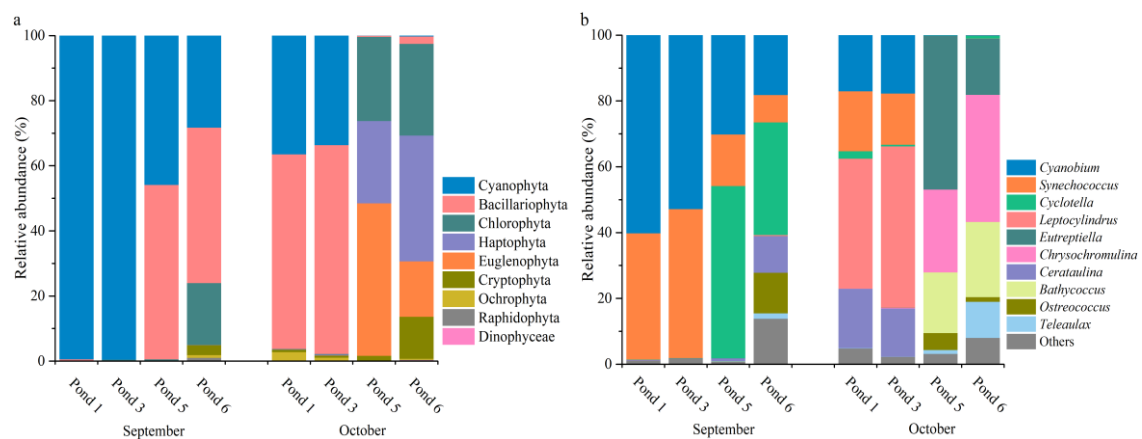 a
Relative abundance (%)
100
80
60
40
20
0
Pond 1
Pond 3
Pond 5
Pond 6
Pond 1
Pond 3
Pond 5
Pond 6
September
October
Cyanophyta
Bacillariophyta
Chlorophyta
Haptophyta
Euglenophyta
Cryptophyta
Ochrophyta
Raphidophyta
Dinophyceae
b
Relative abundance (%)
100
80
60
40
20
0
Pond 1
Pond 3
Pond 5
Pond 6
Pond 1
Pond 3
Pond 5
Pond 6
September
October
Cyanobium
Synechococcus
Cyclotella
Leptocylindrus
Eutreptiella
Chrysochromulina
Cerataulina
Bathycoccus
Ostreococcus
Teleaulax
Others